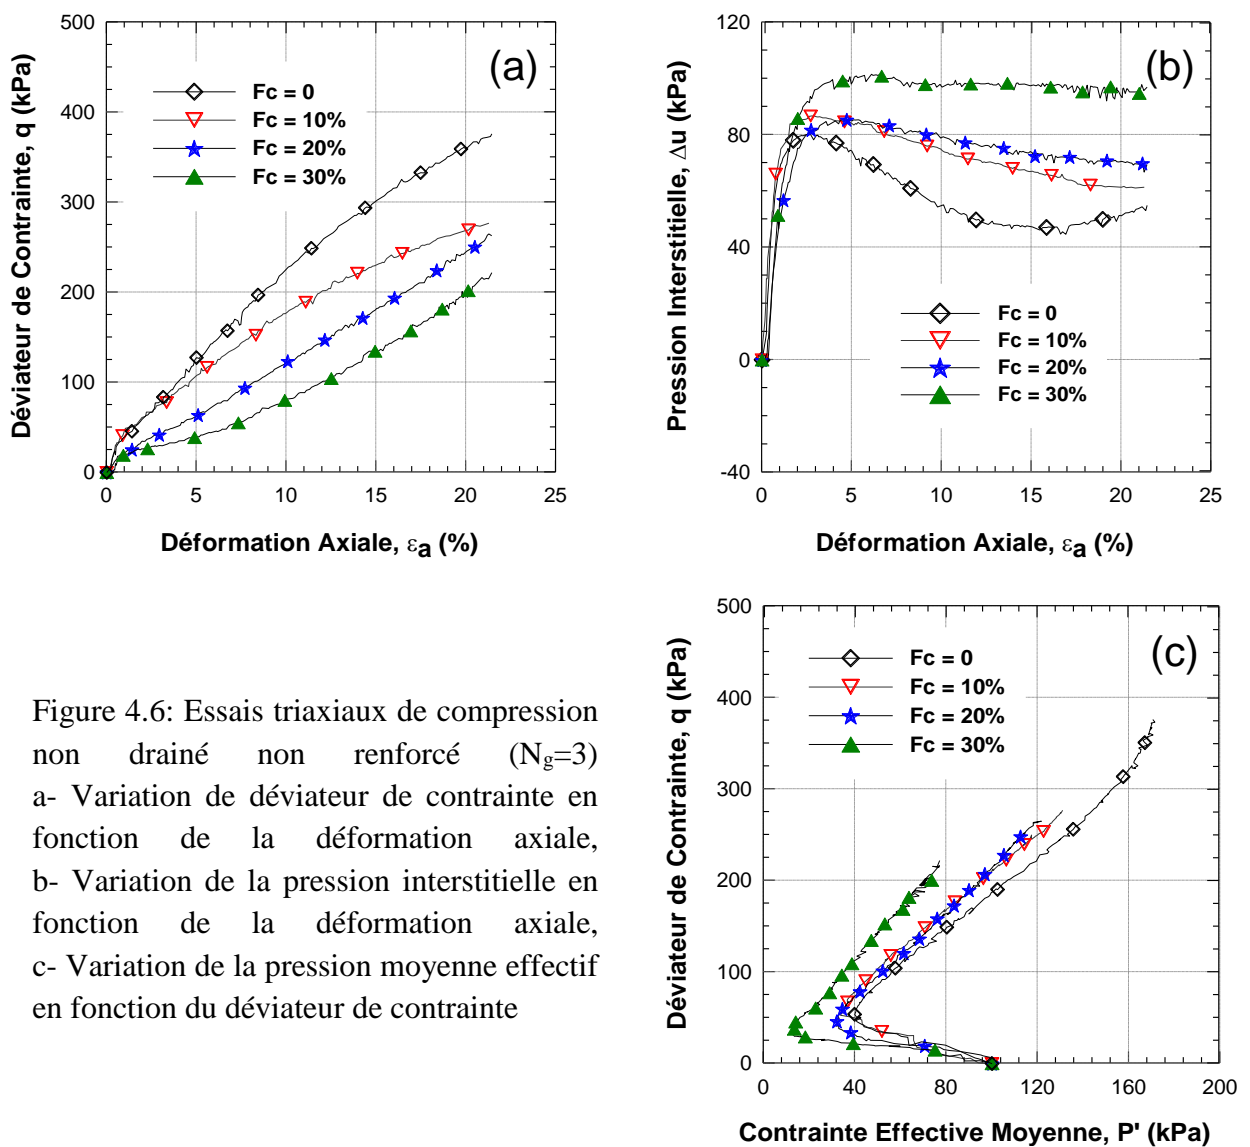 500
400
300
200
100
0
Déviateur de Contrainte, q (kPa)
(a)
Fc = 0
Fc = 10%
Fc = 20%
Fc = 30%
0 5 10 15 20 25
Déformation Axiale, εa (%)
120
80
40
0
-40
Pression Interstitielle, Δu (kPa)
(b)
Fc = 0
Fc = 10%
Fc = 20%
Fc = 30%
0 5 10 15 20 25
Déformation Axiale, εa (%)
Figure 4.6: Essais triaxiaux de compression
non drainé non renforcé (Ng=3)
a- Variation de déviateur de contrainte en
fonction de la déformation axiale,
b- Variation de la pression interstitielle en
fonction de la déformation axiale,
c- Variation de la pression moyenne effectif
en fonction du déviateur de contrainte
500
400
300
200
100
0
Déviateur de Contrainte, q (kPa)
(c)
Fc = 0
Fc = 10%
Fc = 20%
Fc = 30%
0 40 80 120 160 200
Contrainte Effective Moyenne, P' (kPa)